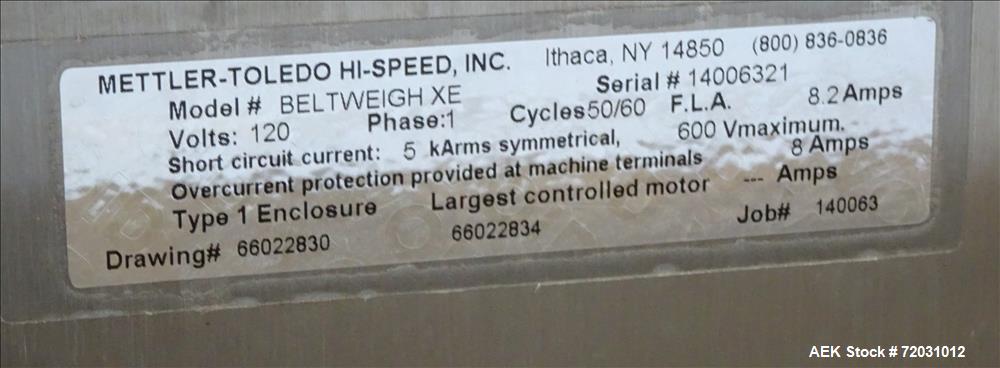 METTLER-TOLEDO HI-SPEED, INC. Ithaca, NY 14850 (800) 836-0836
Model # BELTWEIGH XE Serial # 14006321
Volts: 120 Phase:1 Cycles50/60 F.L.A. 8.2 Amps
Short circuit current: 5 kArms symmetrical, 600 Vmaximum.
Overcurrent protection provided at machine terminals 8 Amps
Type 1 Enclosure Largest controlled motor --- Amps
Drawing# 66022830 66022834 Job# 140063
AEK Stock # 72031012